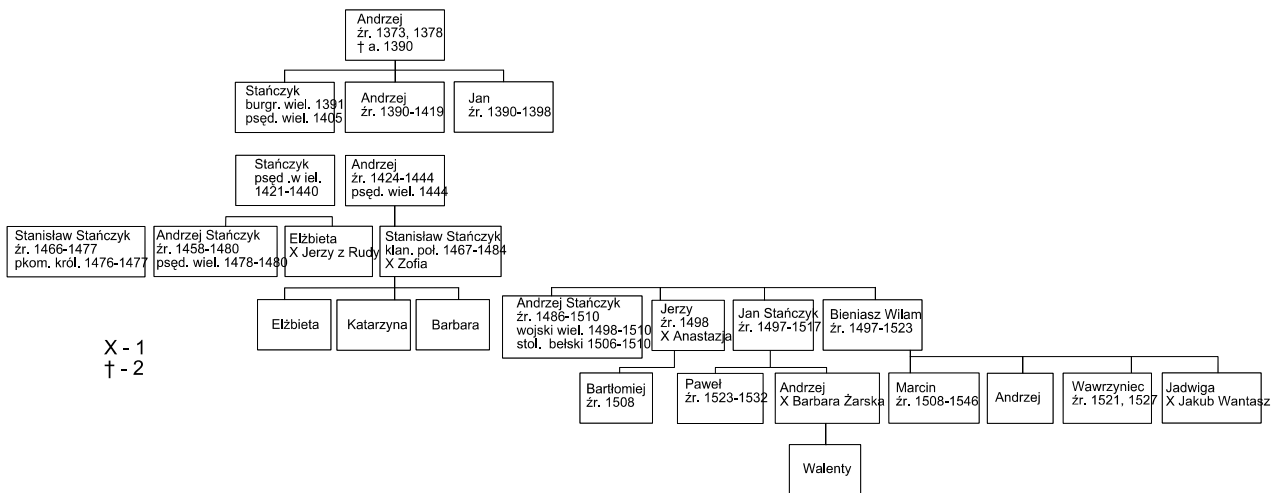 Andrzej
źr. 1373, 1378
† a. 1390
Stańczyk
burgr. wiel. 1391
psęd. wiel. 1405
Andrzej
źr. 1390-1419
Jan
źr. 1390-1398
Stańczyk
psęd .w iel.
1421-1440
Andrzej
źr. 1424-1444
psęd. wiel. 1444
Stanisław Stańczyk
źr. 1466-1477
pkom. król. 1476-1477
Andrzej Stańczyk
źr. 1458-1480
psęd. wiel. 1478-1480
Elżbieta
X Jerzy z Rudy
Stanisław Stańczyk
klan. poł. 1467-1484
X Zofia
Elżbieta
Katarzyna
Barbara
Andrzej Stańczyk
źr. 1486-1510
wojski wiel. 1498-1510
stol. bełski 1506-1510
Jerzy
źr. 1498
X Anastazja
Jan Stańczyk
źr. 1497-1517
Bieniasz Wilam
źr. 1497-1523
X - 1
† - 2
Bartłomiej
źr. 1508
Paweł
źr. 1523-1532
Andrzej
X Barbara Żarska
Marcin
źr. 1508-1546
Andrzej
Wawrzyniec
źr. 1521, 1527
Jadwiga
X Jakub Wantasz
Walenty